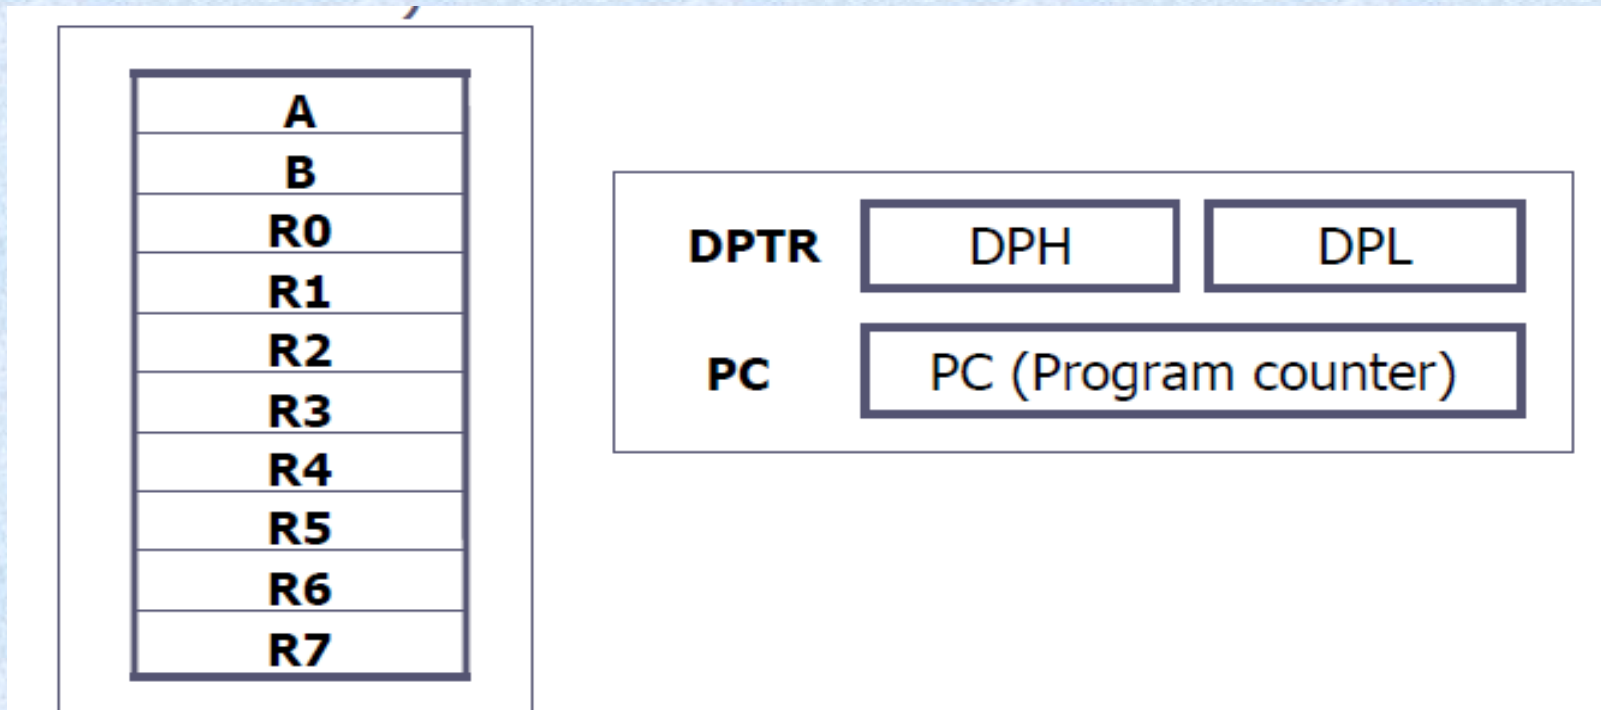 A
B
R0
R1
R2
R3
R4
R5
R6
R7
DPTR DPH DPL
PC PC (Program counter)